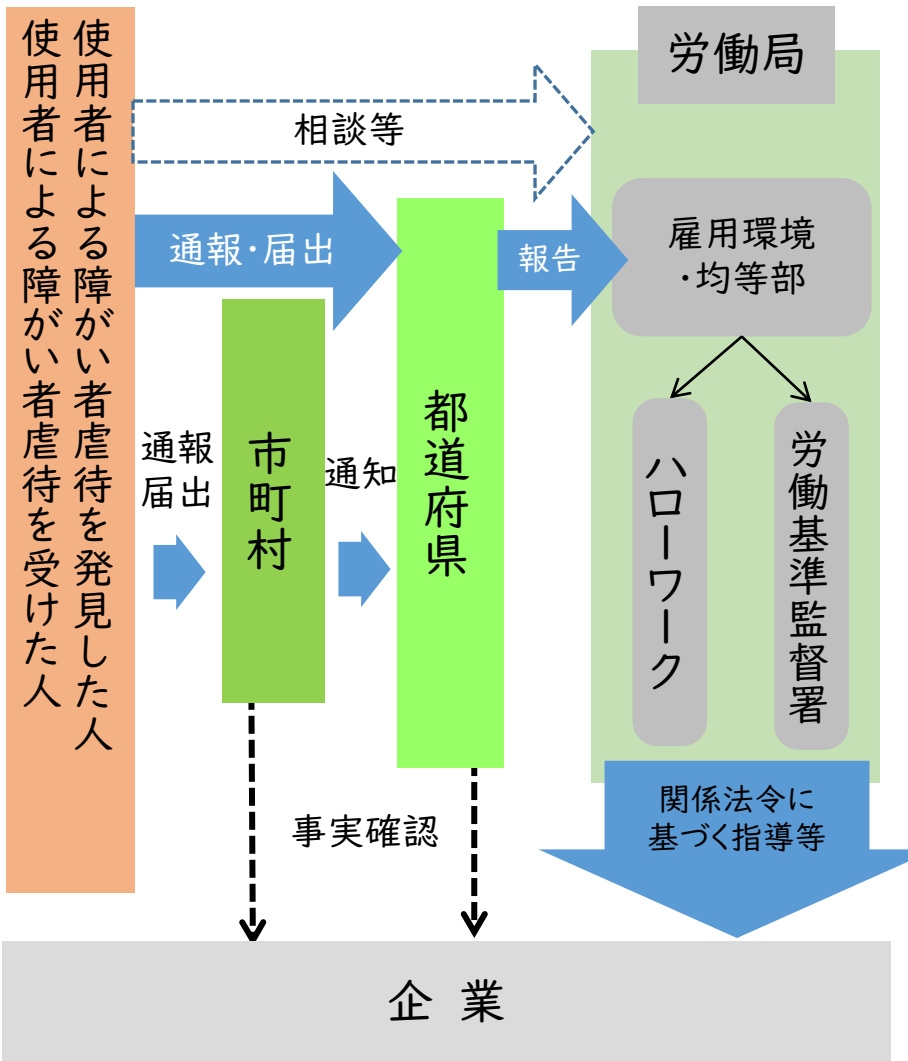 使用者による障がい者虐待を発見した人
使用者による障がい者虐待を受けた人
労働局
相談等
通報・届出
報告
雇用環境
・均等部
通報
届出
市町村
通知
都道府県
ハローワーク
労働基準監督署
事実確認
関係法令に
基づく指導等
企業